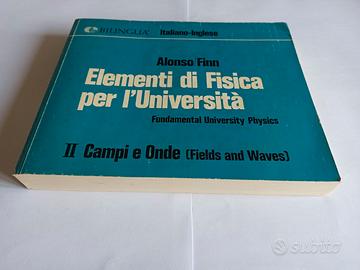 BILINGUA Italiano-Inglese
Alonso Finn
Elementi di Fisica
per l'Università
Fundamental University Physics
II Campi e Onde (Fields and Waves)
subito